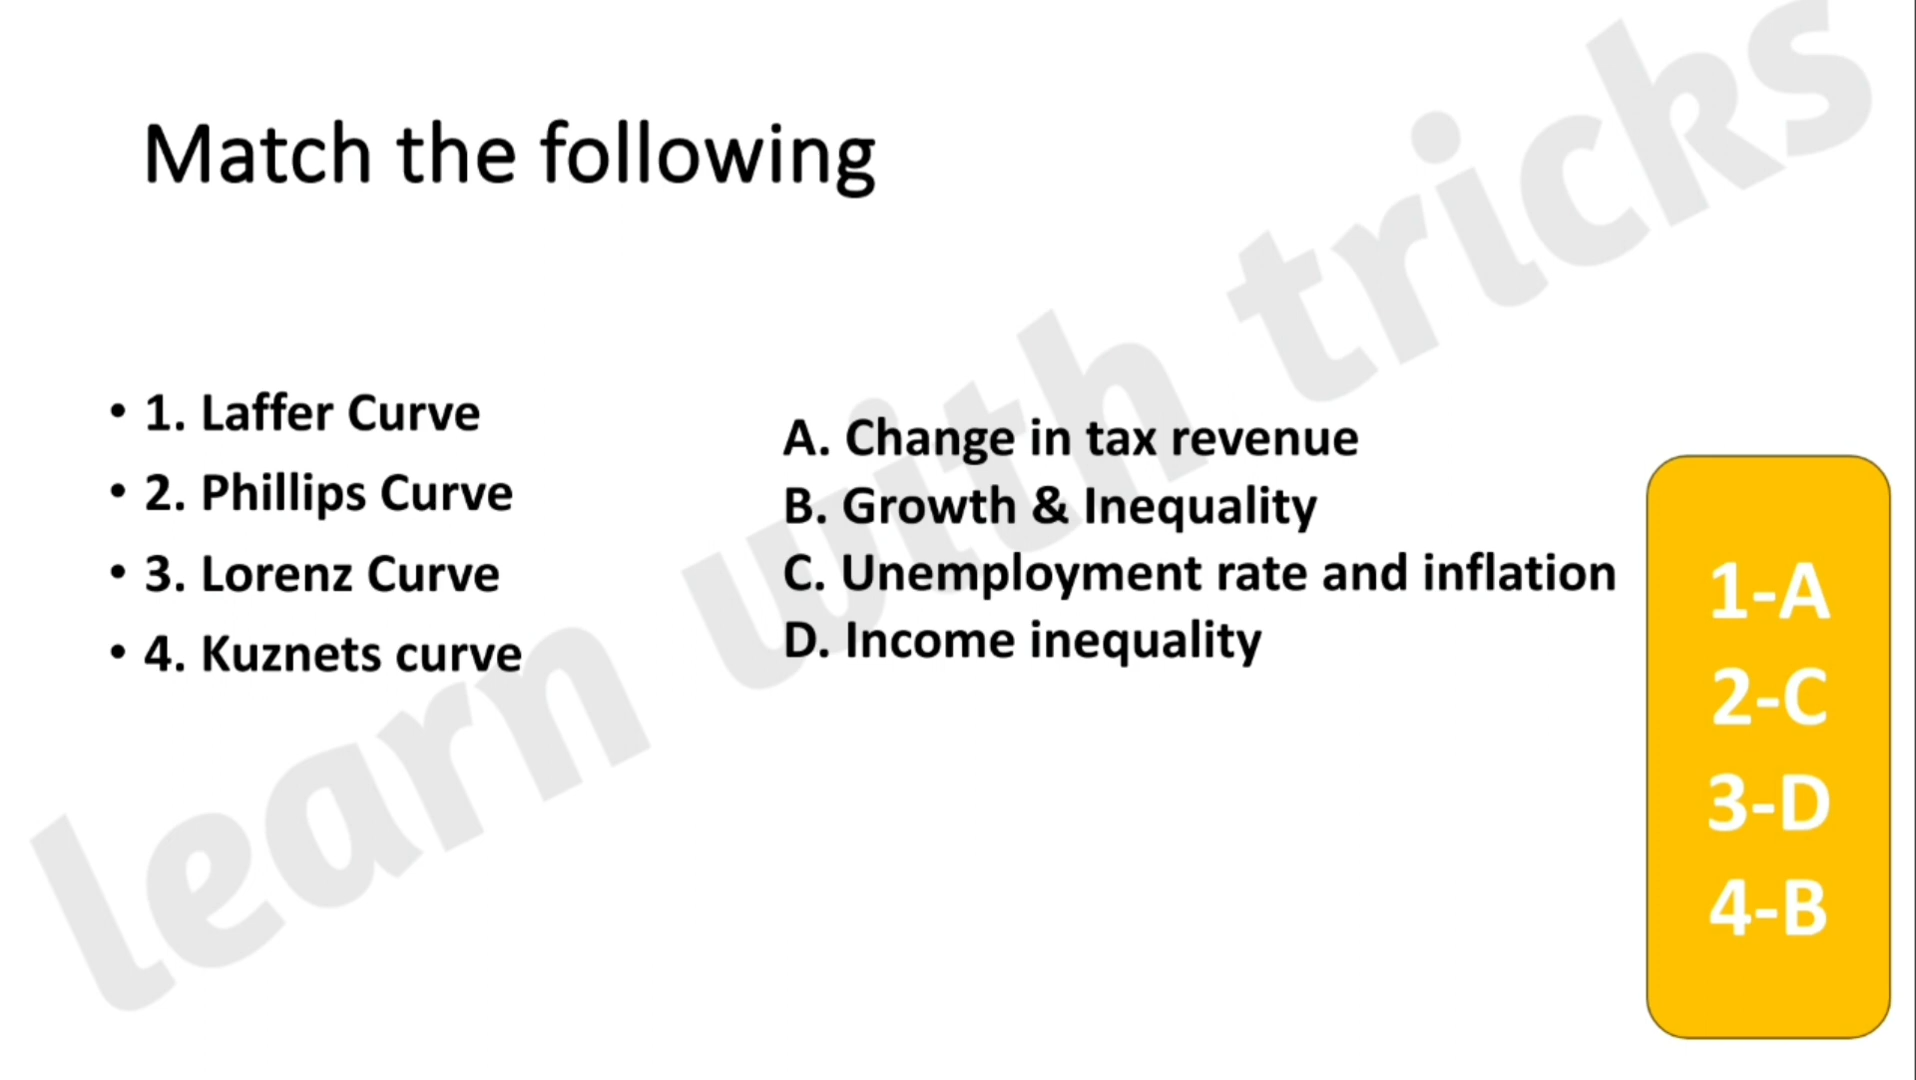 Match the following
• 1. Laffer Curve
• 2. Phillips Curve
• 3. Lorenz Curve
• 4. Kuznets curve
A. Change in tax revenue
B. Growth & Inequality
C. Unemployment rate and inflation
D. Income inequality
1-A
2-C
3-D
4-B
learn with tricks